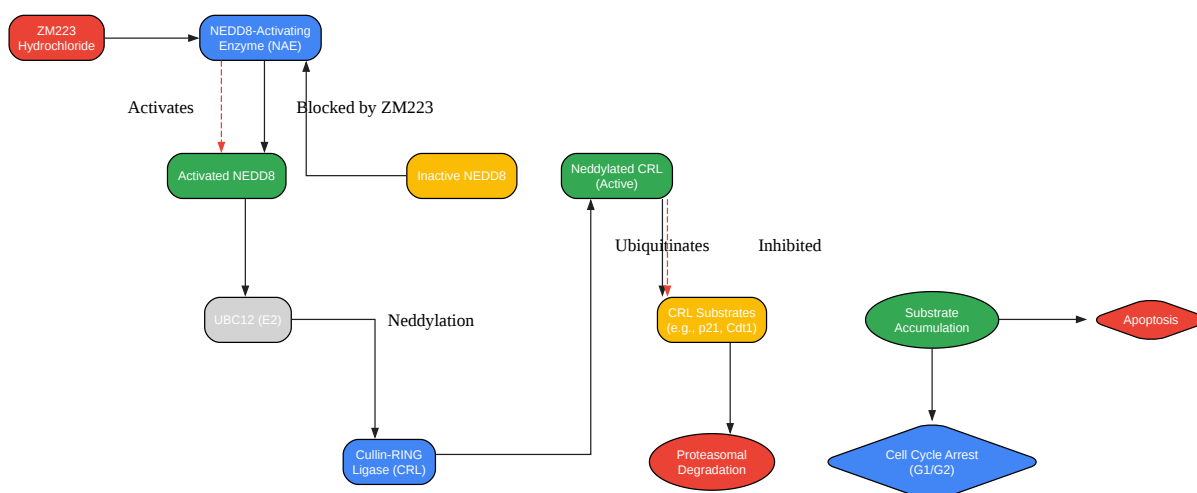 ZM223
Hydrochloride
NEDD8-Activating
Enzyme (NAE)
Activates
Blocked by ZM223
Activated NEDD8
Inactive NEDD8
Neddylated CRL
(Active)
Ubiquitinates
Inhibited
UBC12 (E2)
Neddylation
CRL Substrates
(e.g., p21, Cdt1)
Substrate
Accumulation
Apoptosis
Cullin-RING
Ligase (CRL)
Proteasomal
Degradation
Cell Cycle Arrest
(G1/G2)